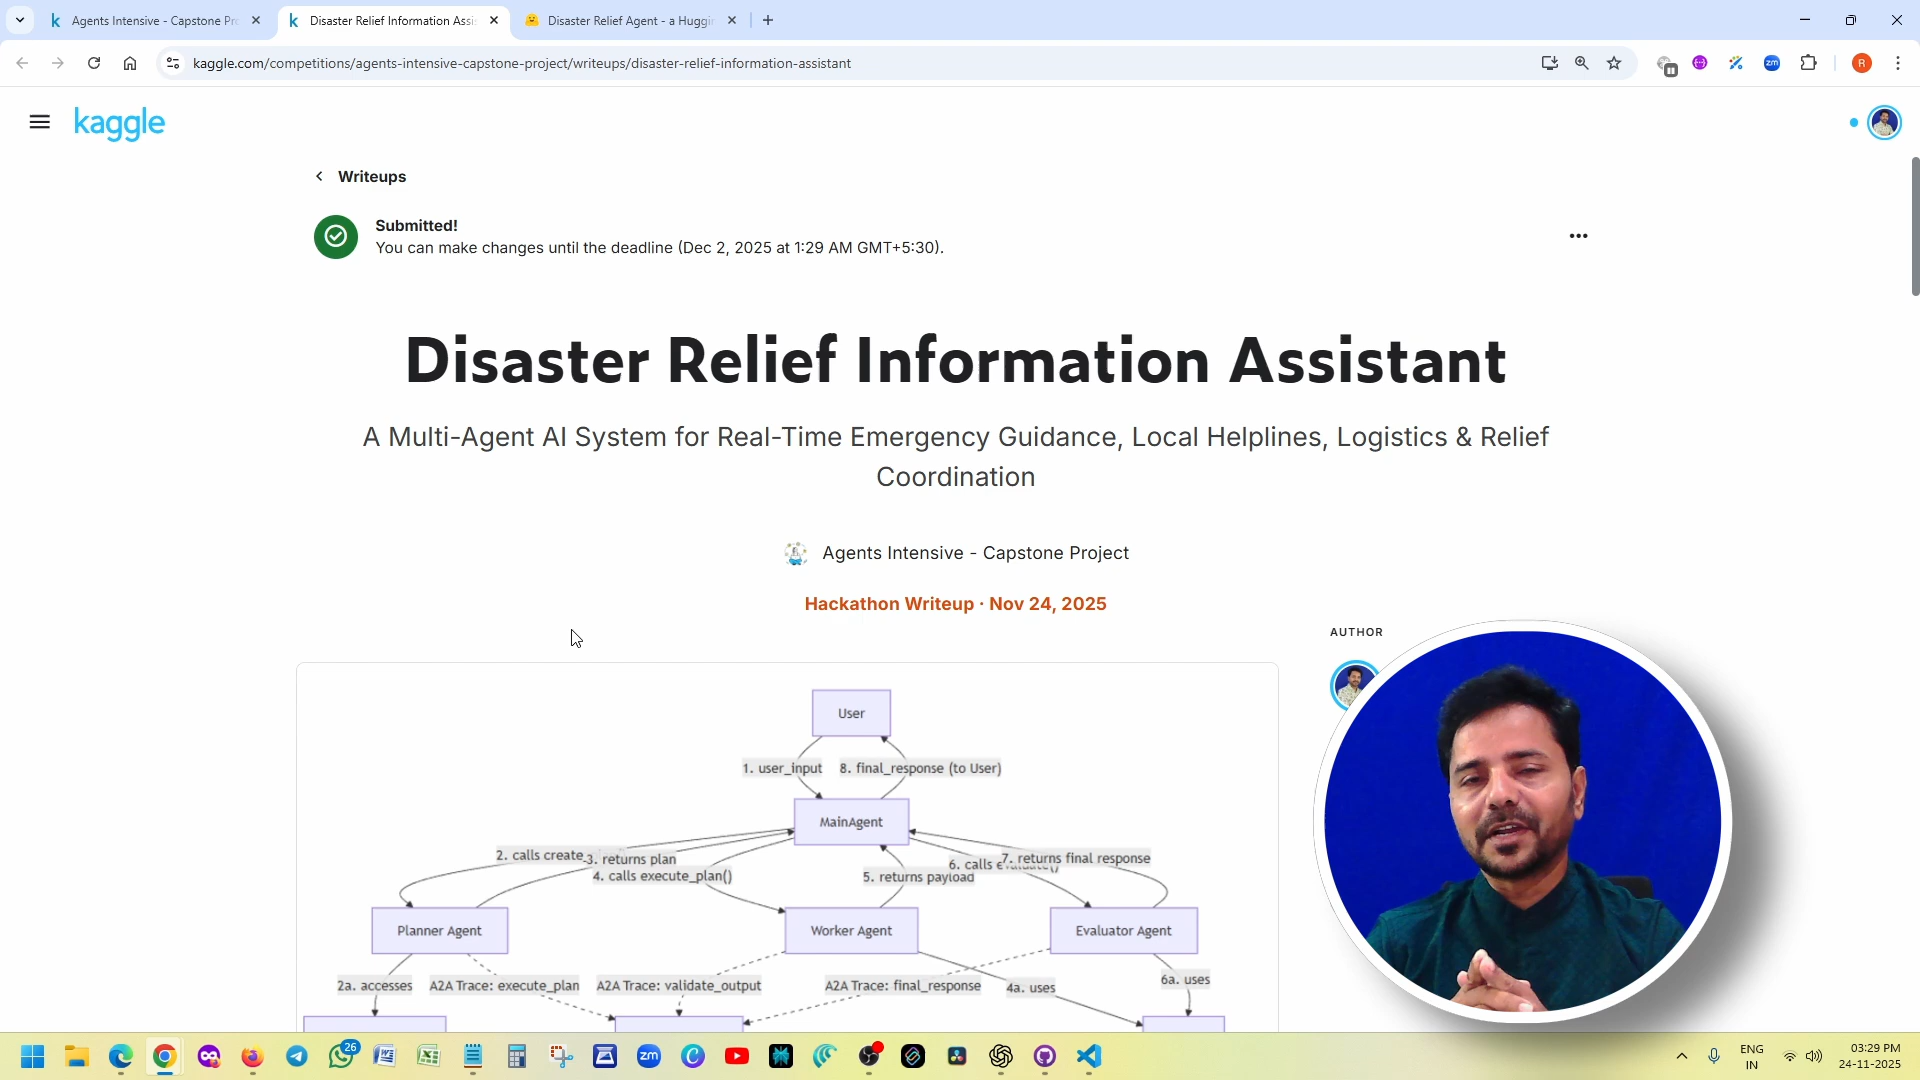 Agents Intensive - Capstone Pr
Disaster Relief Information Assi
Disaster Relief Agent - a Huggi
kaggle.com/competitions/agents-intensive-capstone-project/writeups/disaster-relief-information-assistant
R
kaggle
Writeups
Submitted!
You can make changes until the deadline (Dec 2, 2025 at 1:29 AM GMT+5:30).
Disaster Relief Information Assistant
A Multi-Agent AI System for Real-Time Emergency Guidance, Local Helplines, Logistics & Relief
Coordination
Agents Intensive - Capstone Project
Hackathon Writeup · Nov 24, 2025
AUTHOR
User
1. user_input
8. final_response (to User)
MainAgent
2. calls create_
3. returns plan
4. calls execute_plan()
5. returns payload
6. calls
7. returns final response
Planner Agent
Worker Agent
Evaluator Agent
2a. accesses
A2A Trace: execute_plan
A2A Trace: validate_output
A2A Trace: final_response
4a. uses
6a. uses
26
zm
ENG
IN
03:29 PM
24-11-2025